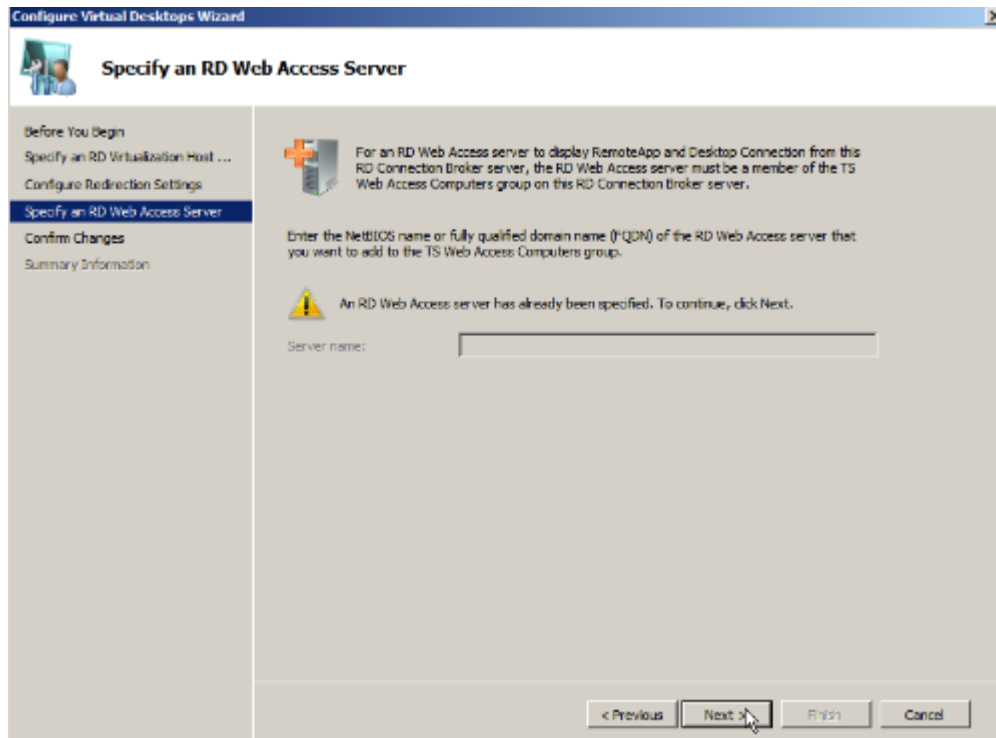 Configure Virtual Desktops Wizard
Specify an RD Web Access Server
Before You Begin
Specify an RD Virtualization Host ...
Configure Redirection Settings
Specify an RD Web Access Server
Confirm Changes
Summary Information
For an RD Web Access server to display RemoteApp and Desktop Connection from this
RD Connection Broker server, the RD Web Access server must be a member of the TS
Web Access Computers group on this RD Connection Broker server.
Enter the NetBIOS name or fully qualified domain name (FQDN) of the RD Web Access server that
you want to add to the TS Web Access Computers group.
An RD Web Access server has already been specified. To continue, click Next.
Server name:
< Previous
Next >
Finish
Cancel